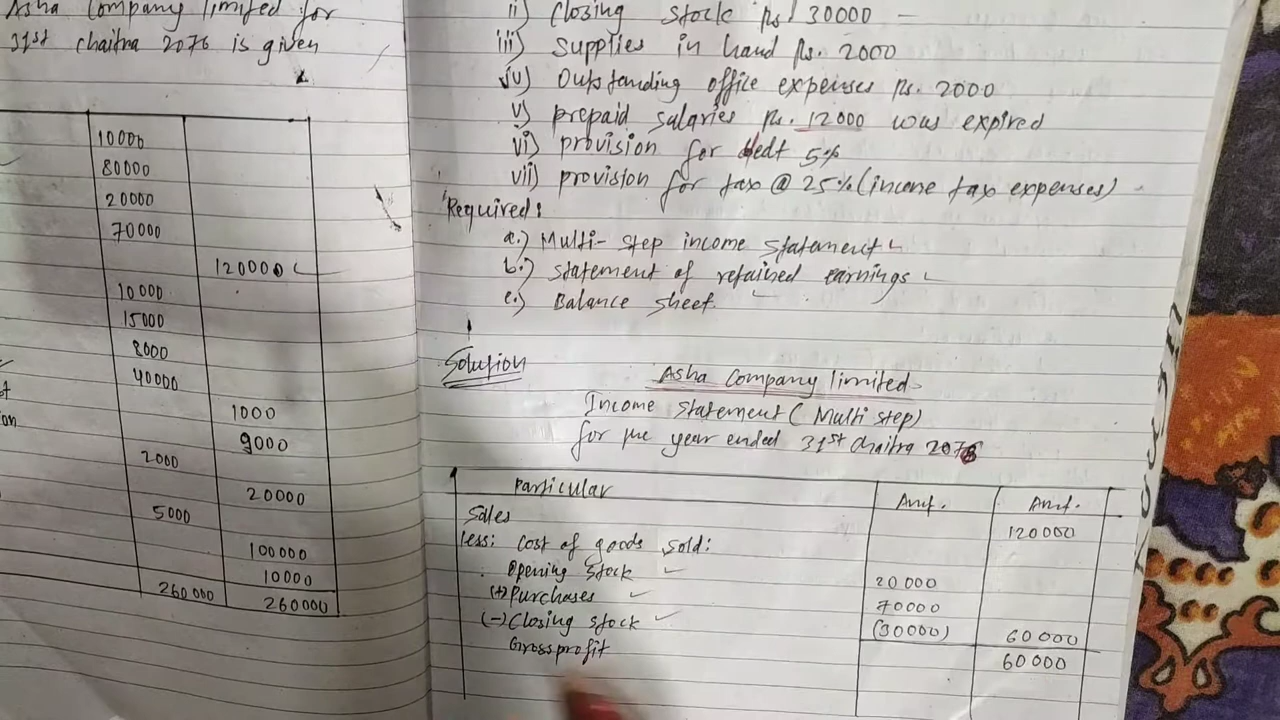 Asha Company limited for
31st chaitra 2076 is given
10000
80000
20000
70000
120000
10000
15000
8000
40000
1000
on
9000
2000
20000
5000
100000
10000
260000 260000
ii) Closing stock Rs. 30000
iii) supplies in hand Rs. 2000
iv) Outstanding office expenses Rs. 2000
v) prepaid salaries Rs. 12000 was expired
vi) provision for dedt 5%
vii) provision for tax @ 25% (income tax expenses)
Required:
a.) Multi-step income statement
b.) statement of retained earnings
c.) Balance sheet
Solution
Asha Company limited
Income statement (Multi step)
for the year ended 31st chaitra 2076
Particular Amt. Amt.
Sales 120000
less: Cost of goods sold:
Opening stock 20000
(+) Purchases 70000
(-) Closing stock (30000) 60000
Gross profit 60000